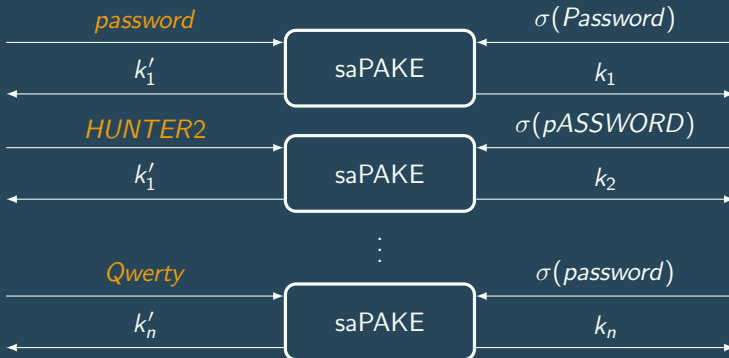 password
σ(Password)
saPAKE
k′₁
k₁
HUNTER2
σ(pASSWORD)
saPAKE
k′₁
k₂
⋮
Qwerty
σ(password)
saPAKE
k′ₙ
kₙ